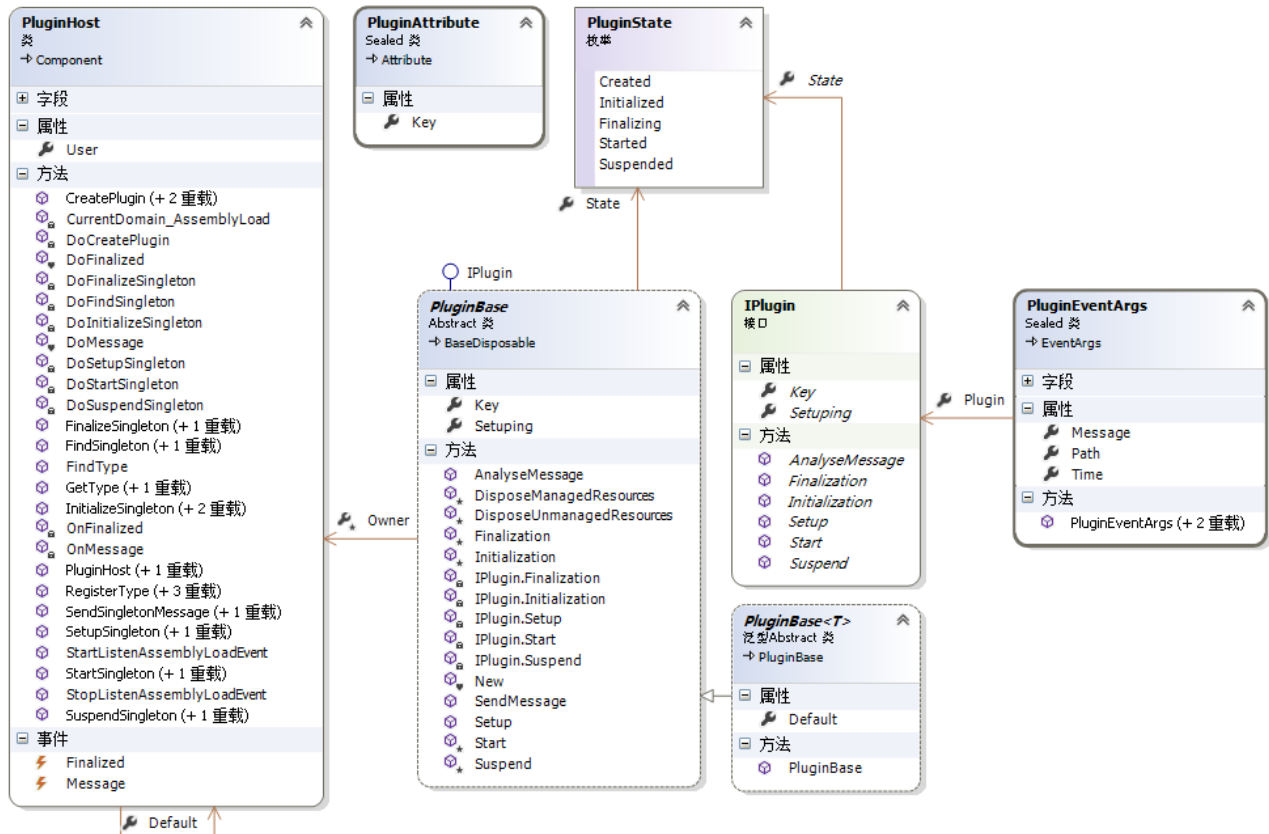 PluginHost
类
Component
字段
属性
User
方法
CreatePlugin (+ 2 重载)
CurrentDomain_AssemblyLoad
DoCreatePlugin
DoFinalized
DoFinalizeSingleton
DoFindSingleton
DoInitializeSingleton
DoMessage
DoSetupSingleton
DoStartSingleton
DoSuspendSingleton
FinalizeSingleton (+ 1 重载)
FindSingleton (+ 1 重载)
FindType
GetType (+ 1 重载)
InitializeSingleton (+ 2 重载)
OnFinalized
OnMessage
PluginHost (+ 1 重载)
RegisterType (+ 3 重载)
SendSingletonMessage (+ 1 重载)
SetupSingleton (+ 1 重载)
StartListenAssemblyLoadEvent
StartSingleton (+ 1 重载)
StopListenAssemblyLoadEvent
SuspendSingleton (+ 1 重载)
事件
Finalized
Message
Default
PluginAttribute
Sealed 类
Attribute
属性
Key
PluginState
枚举
Created
Initialized
Finalizing
Started
Suspended
State
State
IPlugin
PluginBase
Abstract 类
BaseDisposable
属性
Key
Setuping
方法
AnalyseMessage
DisposeManagedResources
DisposeUnmanagedResources
Finalization
Initialization
IPlugin.Finalization
IPlugin.Initialization
IPlugin.Setup
IPlugin.Start
IPlugin.Suspend
New
SendMessage
Setup
Start
Suspend
Owner
IPlugin
接口
属性
Key
Setuping
方法
AnalyseMessage
Finalization
Initialization
Setup
Start
Suspend
PluginBase<T>
泛型Abstract 类
PluginBase
属性
Default
方法
PluginBase
Plugin
PluginEventArgs
Sealed 类
EventArgs
字段
属性
Message
Path
Time
方法
PluginEventArgs (+ 2 重载)